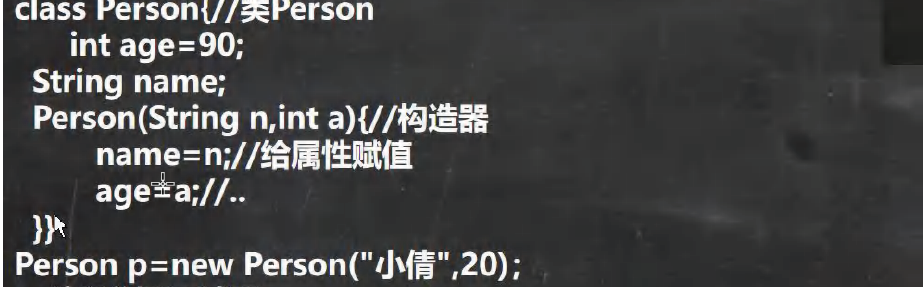 class Person{//类Person
int age=90;
String name;
Person(String n,int a){//构造器
name=n;//给属性赋值
age=a;//..
}}
Person p=new Person("小倩",20);